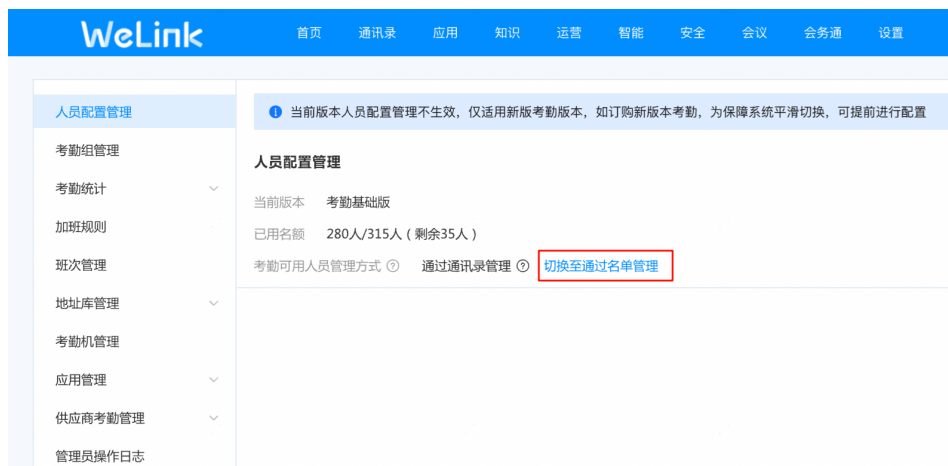 WeLink 首页 通讯录 应用 知识 运营 智能 安全 会议 会务通 设置
人员配置管理
考勤组管理
考勤统计
加班规则
班次管理
地址库管理
考勤机管理
应用管理
供应商考勤管理
管理员操作日志
当前版本人员配置管理不生效，仅适用新版考勤版本，如订购新版本考勤，为保障系统平滑切换，可提前进行配置
人员配置管理
当前版本 考勤基础版
已用名额 280人/315人（剩余35人）
考勤可用人员管理方式 ? 通过通讯录管理 ? 切换至通过名单管理